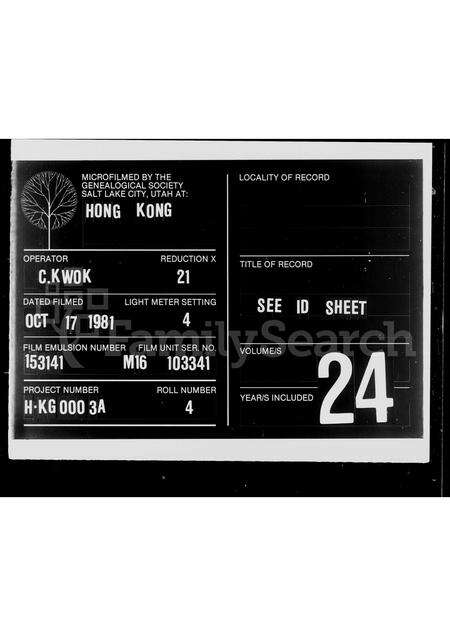 MICROFILMED BY THE
GENEALOGICAL SOCIETY
SALT LAKE CITY, UTAH AT:
HONG KONG
OPERATOR REDUCTION X
C.KWOK 21
DATED FILMED LIGHT METER SETTING
OCT 17 1981 4
FILM EMULSION NUMBER FILM UNIT SER. NO.
153141 M16 103341
PROJECT NUMBER ROLL NUMBER
H·KG 000 3A 4
LOCALITY OF RECORD
TITLE OF RECORD
SEE ID SHEET
VOLUME/S
24
YEAR/S INCLUDED
FamilySearch